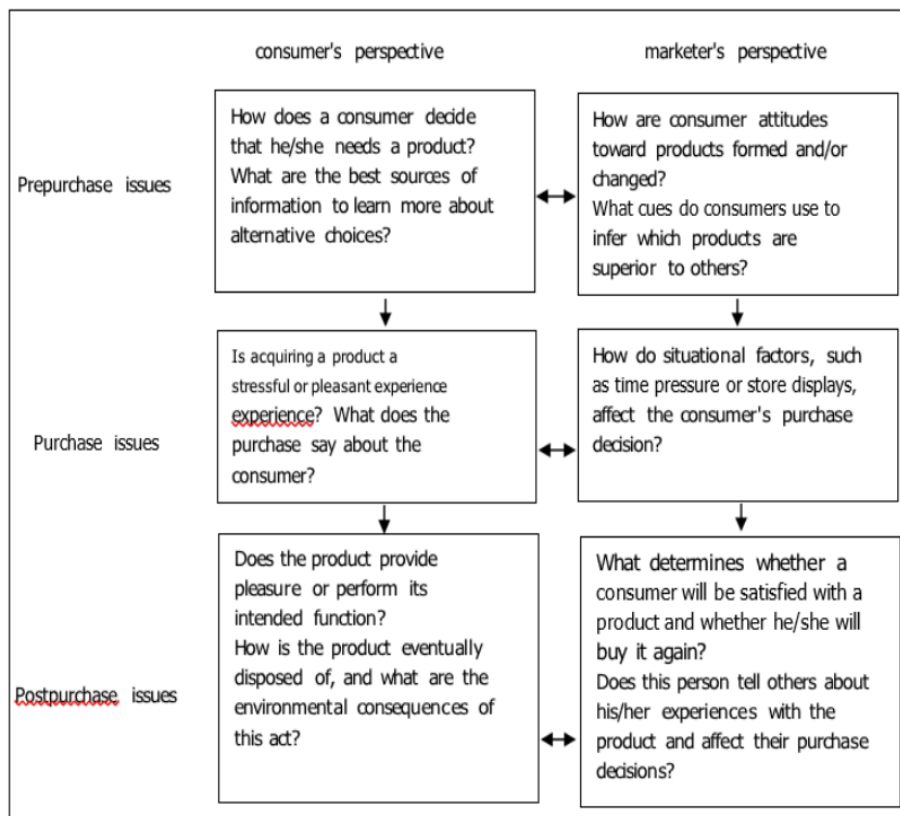 consumer's perspective
marketer's perspective
Prepurchase issues
How does a consumer decide
that he/she needs a product?
What are the best sources of
information to learn more about
alternative choices?
How are consumer attitudes
toward products formed and/or
changed?
What cues do consumers use to
infer which products are
superior to others?
Purchase issues
Is acquiring a product a
stressful or pleasant experience
experience? What does the
purchase say about the
consumer?
How do situational factors, such
as time pressure or store displays,
affect the consumer's purchase
decision?
Postpurchase issues
Does the product provide
pleasure or perform its
intended function?
How is the product eventually
disposed of, and what are the
environmental consequences of
this act?
What determines whether a
consumer will be satisfied with a
product and whether he/she will
buy it again?
Does this person tell others about
his/her experiences with the
product and affect their purchase
decisions?